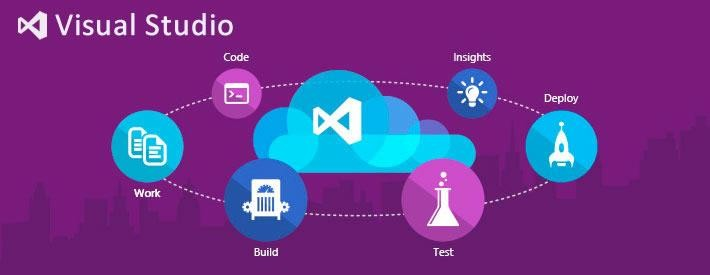 Visual Studio
Code
Insights
Deploy
Work
Build
Test